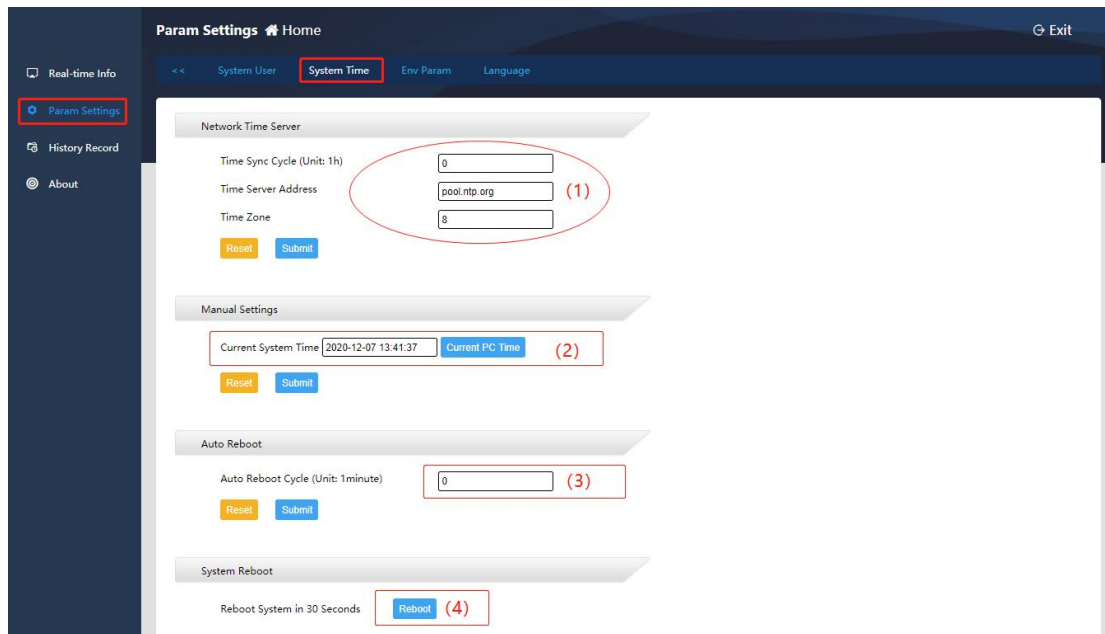 Param Settings Home
Exit
Real-time Info
Param Settings
History Record
About
<< System User System Time Env Param Language
Network Time Server
Time Sync Cycle (Unit: 1h) 0
Time Server Address pool.ntp.org (1)
Time Zone 8
Reset Submit
Manual Settings
Current System Time 2020-12-07 13:41:37 Current PC Time (2)
Reset Submit
Auto Reboot
Auto Reboot Cycle (Unit: 1minute) 0 (3)
Reset Submit
System Reboot
Reboot System in 30 Seconds Reboot (4)